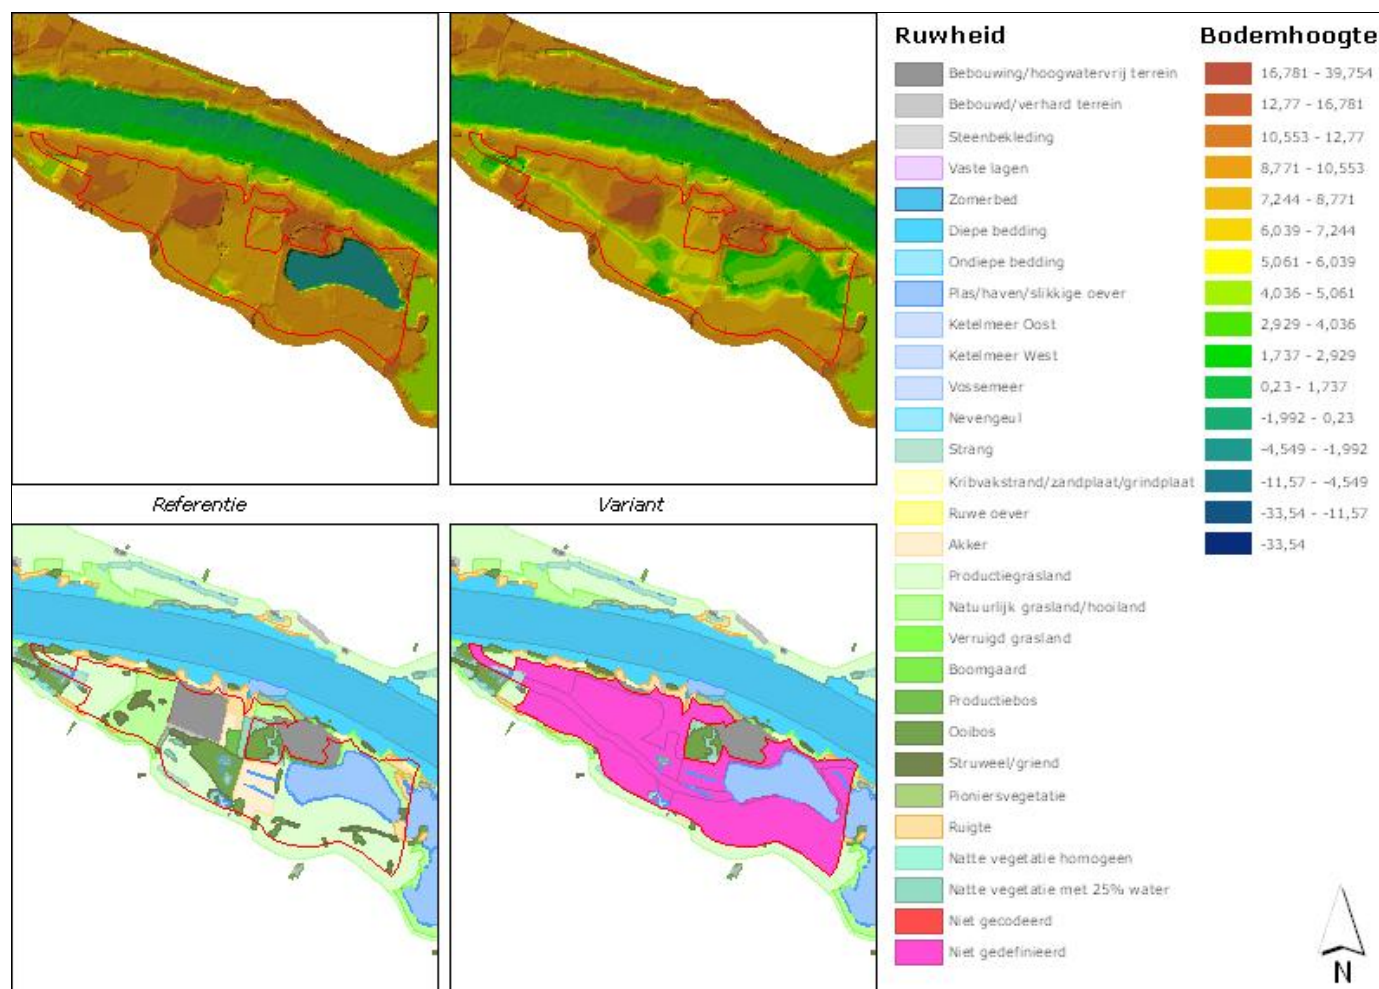 Referentie
Variant
Ruwheid
Bebouwing/hoogwatervrij terrein
Bebouwd/verhard terrein
Steenbekleding
Vaste lagen
Zomerbed
Diepe bedding
Ondiepe bedding
Plas/haven/slikkige oever
Ketelmeer Oost
Ketelmeer West
Vossemeer
Nevengeul
Strang
Kribvakstrand/zandplaat/grindplaat
Ruwe oever
Akker
Productiegrasland
Natuurlijk grasland/hooiland
Verruigd grasland
Boomgaard
Productiebos
Ooibos
Struweel/griend
Pioniersvegetatie
Ruigte
Natte vegetatie homogeen
Natte vegetatie met 25% water
Niet gecodeerd
Niet gedefinieerd
Bodemhoogte
16,781 - 39,754
12,77 - 16,781
10,553 - 12,77
8,771 - 10,553
7,244 - 8,771
6,039 - 7,244
5,061 - 6,039
4,036 - 5,061
2,929 - 4,036
1,737 - 2,929
0,23 - 1,737
-1,992 - 0,23
-4,549 - -1,992
-11,57 - -4,549
-33,54 - -11,57
-33,54
N